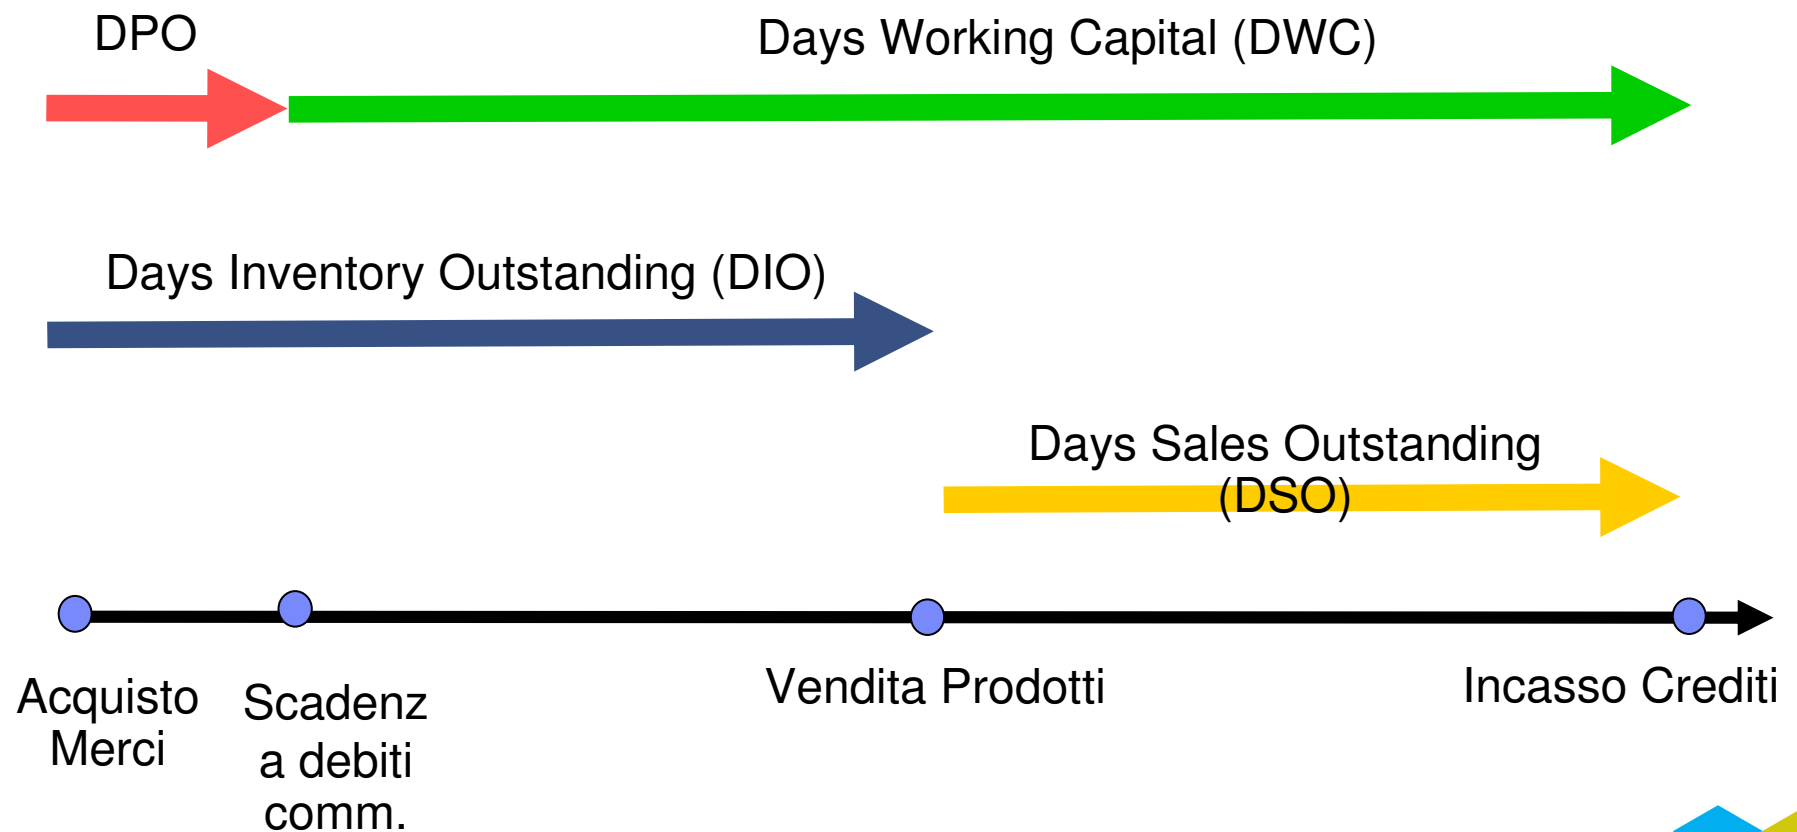 DPO
Days Working Capital (DWC)
Days Inventory Outstanding (DIO)
Days Sales Outstanding
(DSO)
Acquisto
Merci
Scadenz
a debiti
comm.
Vendita Prodotti
Incasso Crediti